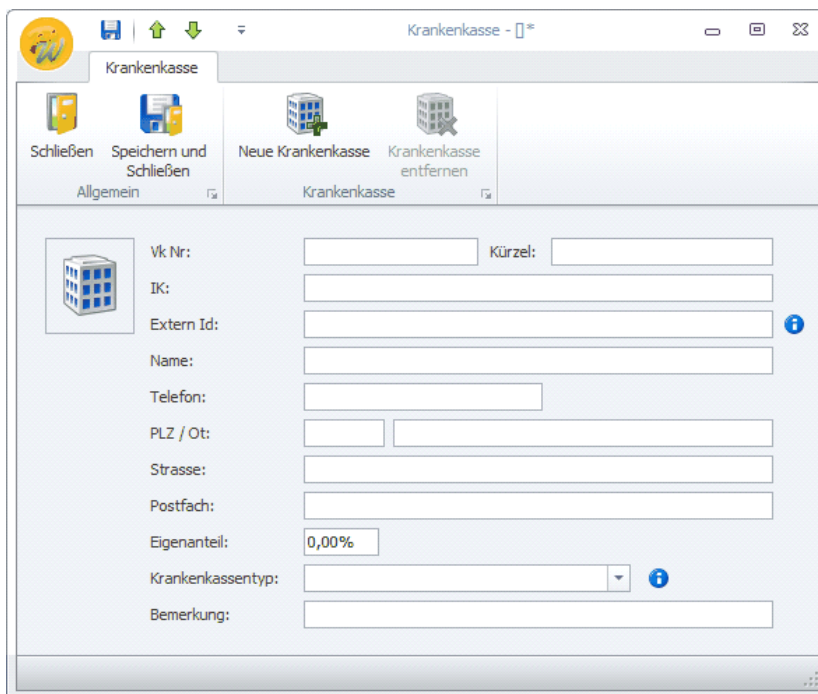 Krankenkasse - []*
Krankenkasse
Schließen
Speichern und
Schließen
Neue Krankenkasse
Krankenkasse
entfernen
Allgemein
Krankenkasse
Vk Nr:
Kürzel:
IK:
Extern Id:
Name:
Telefon:
PLZ / Ot:
Strasse:
Postfach:
Eigenanteil:
0,00%
Krankenkassentyp:
Bemerkung: